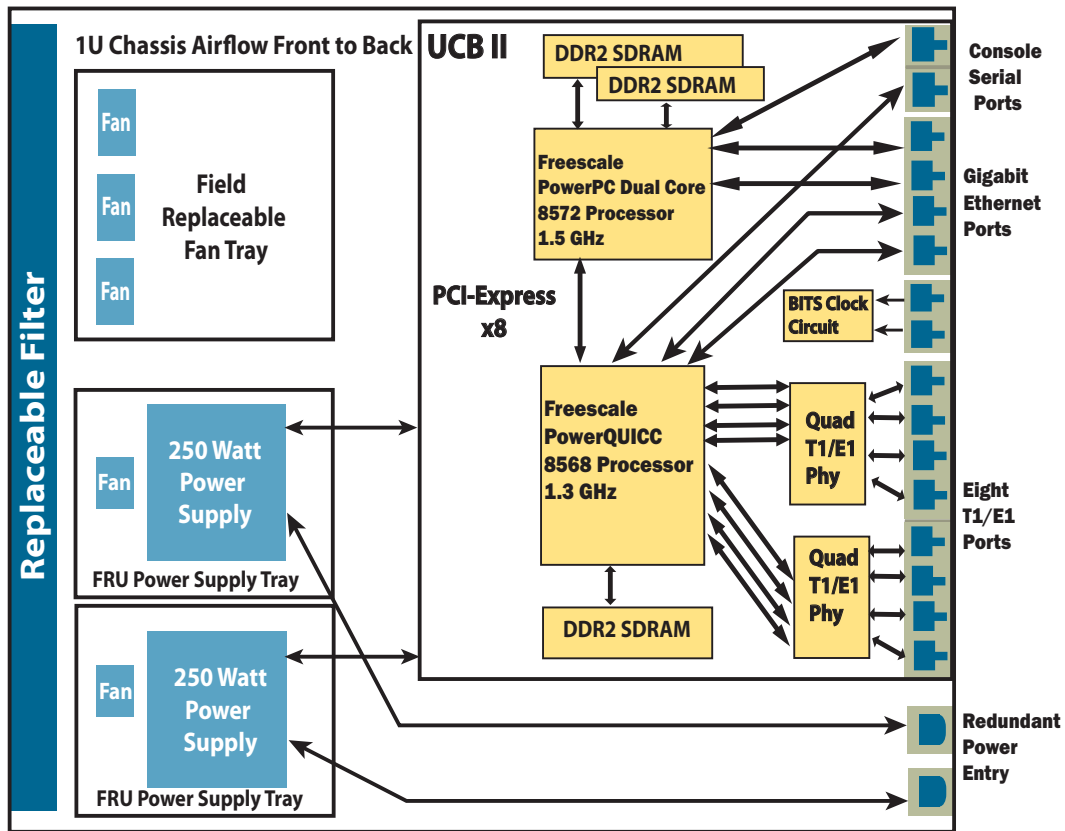 Replaceable Filter
1U Chassis Airflow Front to Back
Fan
Fan
Fan
Field
Replaceable
Fan Tray
Fan
250 Watt
Power
Supply
FRU Power Supply Tray
Fan
250 Watt
Power
Supply
FRU Power Supply Tray
UCB II
DDR2 SDRAM
DDR2 SDRAM
Freescale
PowerPC Dual Core
8572 Processor
1.5 GHz
PCI-Express
x8
Freescale
PowerQUICC
8568 Processor
1.3 GHz
DDR2 SDRAM
BITS Clock
Circuit
Quad
T1/E1
Phy
Quad
T1/E1
Phy
Console
Serial
Ports
Gigabit
Ethernet
Ports
Eight
T1/E1
Ports
Redundant
Power
Entry